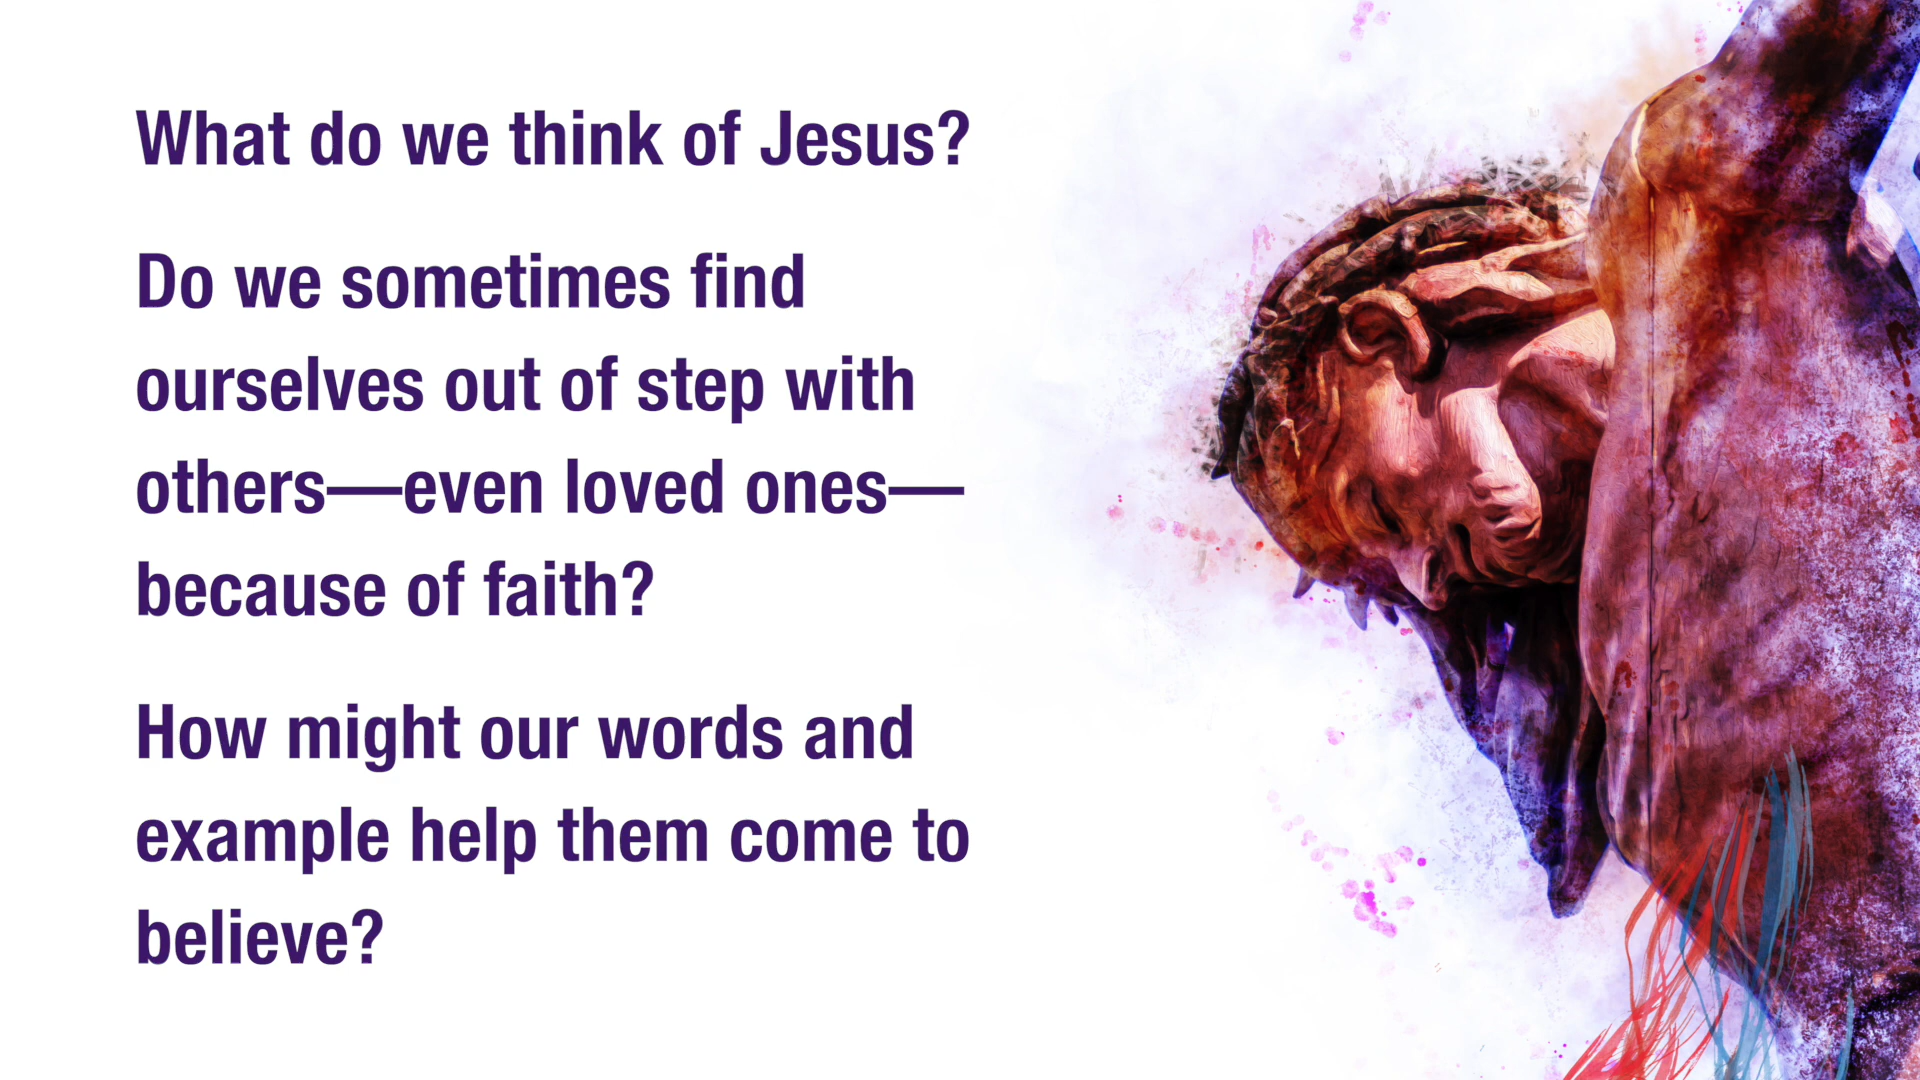 What do we think of Jesus?
Do we sometimes find
ourselves out of step with
others—even loved ones—
because of faith?
How might our words and
example help them come to
believe?